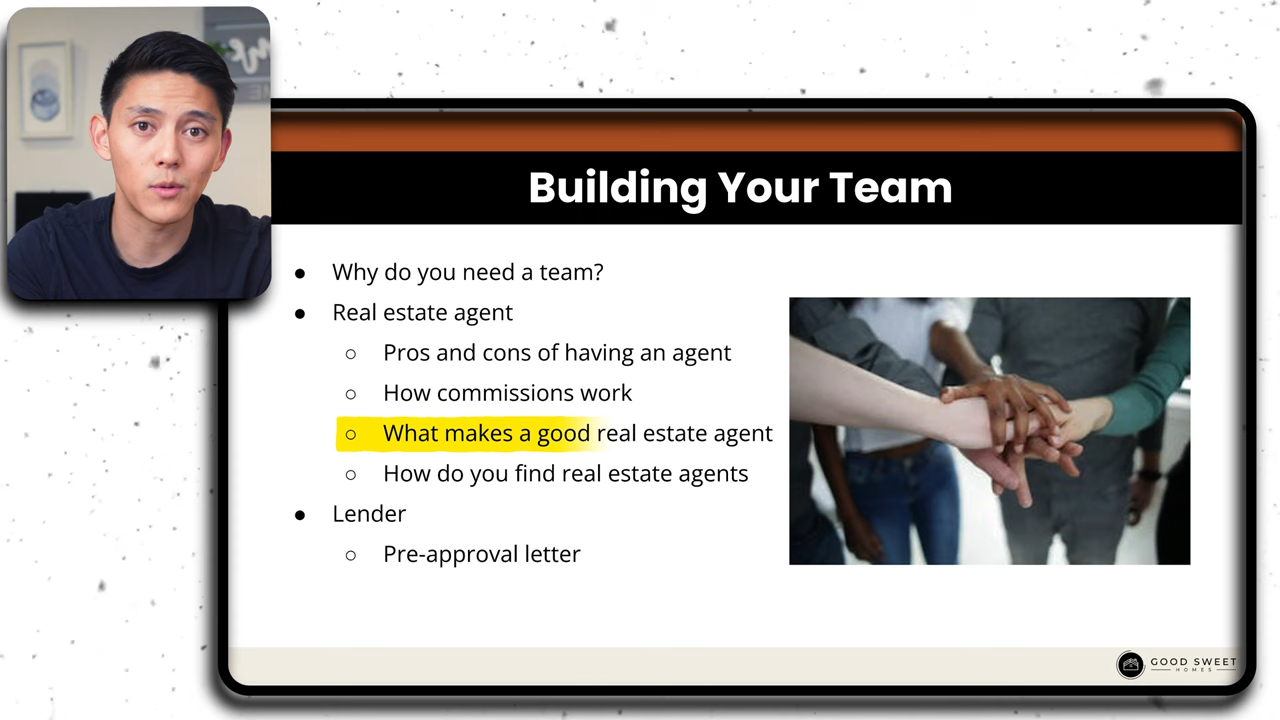 Building Your Team
● Why do you need a team?
● Real estate agent
○ Pros and cons of having an agent
○ How commissions work
○ What makes a good real estate agent
○ How do you find real estate agents
● Lender
○ Pre-approval letter
GOOD SWEET
HOMES